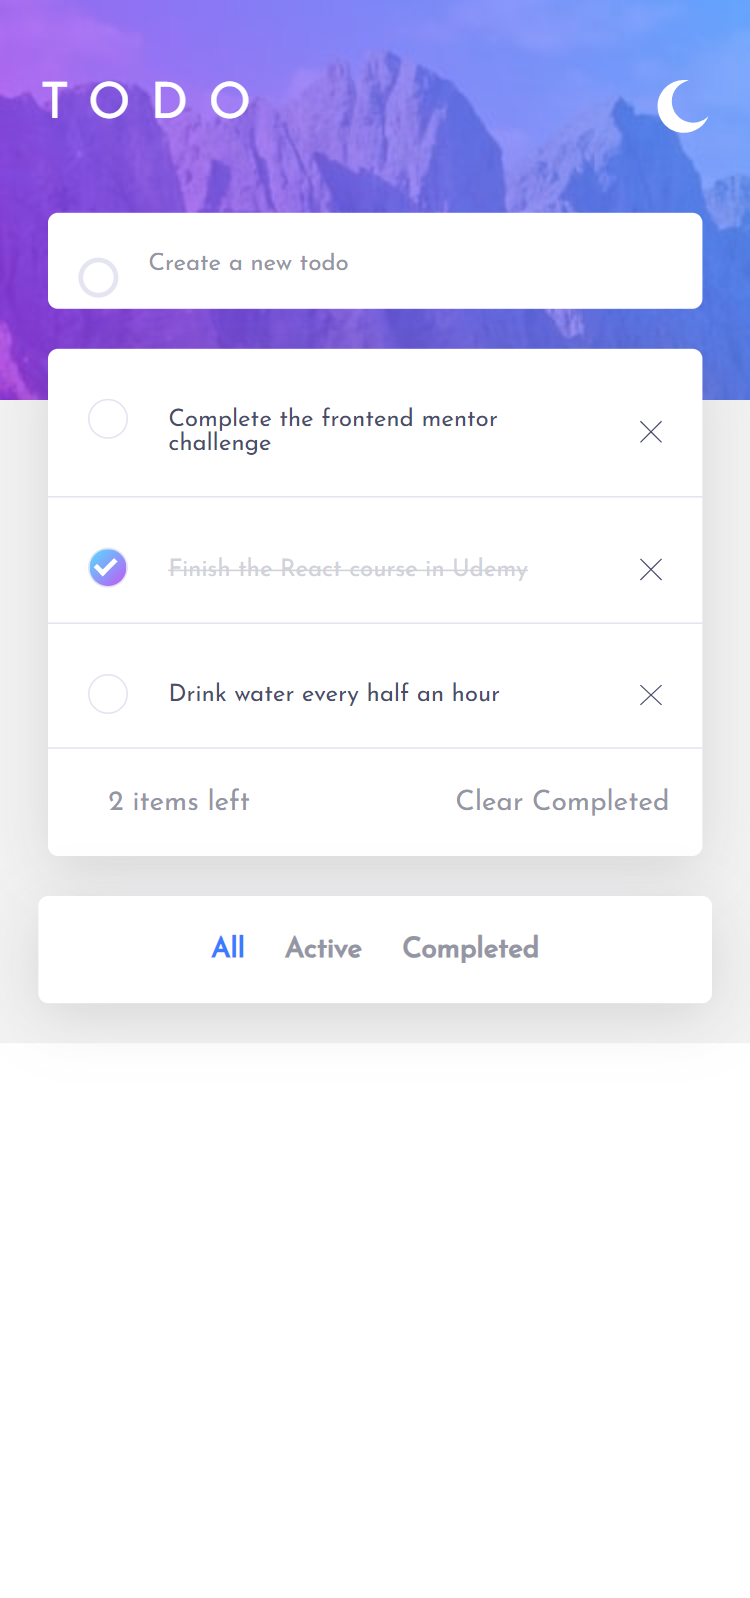 TODO
Create a new todo
Complete the frontend mentor
challenge
Finish the React course in Udemy
Drink water every half an hour
2 items left
Clear Completed
All Active Completed